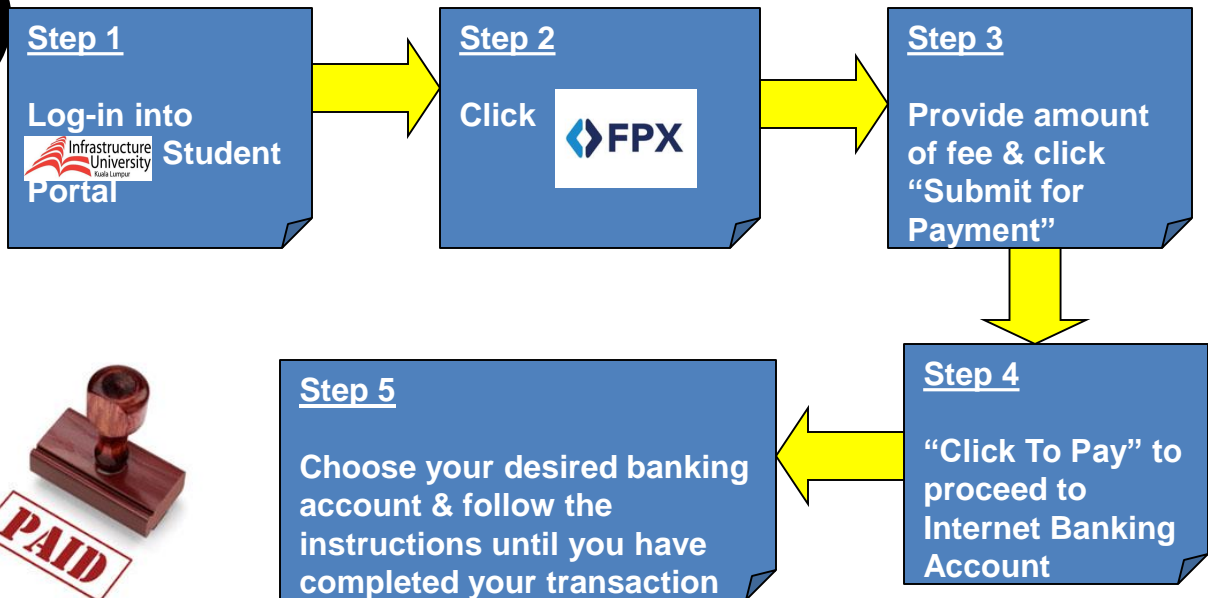 Step 1
Log-in into
Infrastructure
University
Kuala Lumpur
Student
Portal
Step 2
Click
FPX
Step 3
Provide amount
of fee & click
“Submit for
Payment”
Step 4
“Click To Pay” to
proceed to
Internet Banking
Account
Step 5
Choose your desired banking
account & follow the
instructions until you have
completed your transaction
PAID